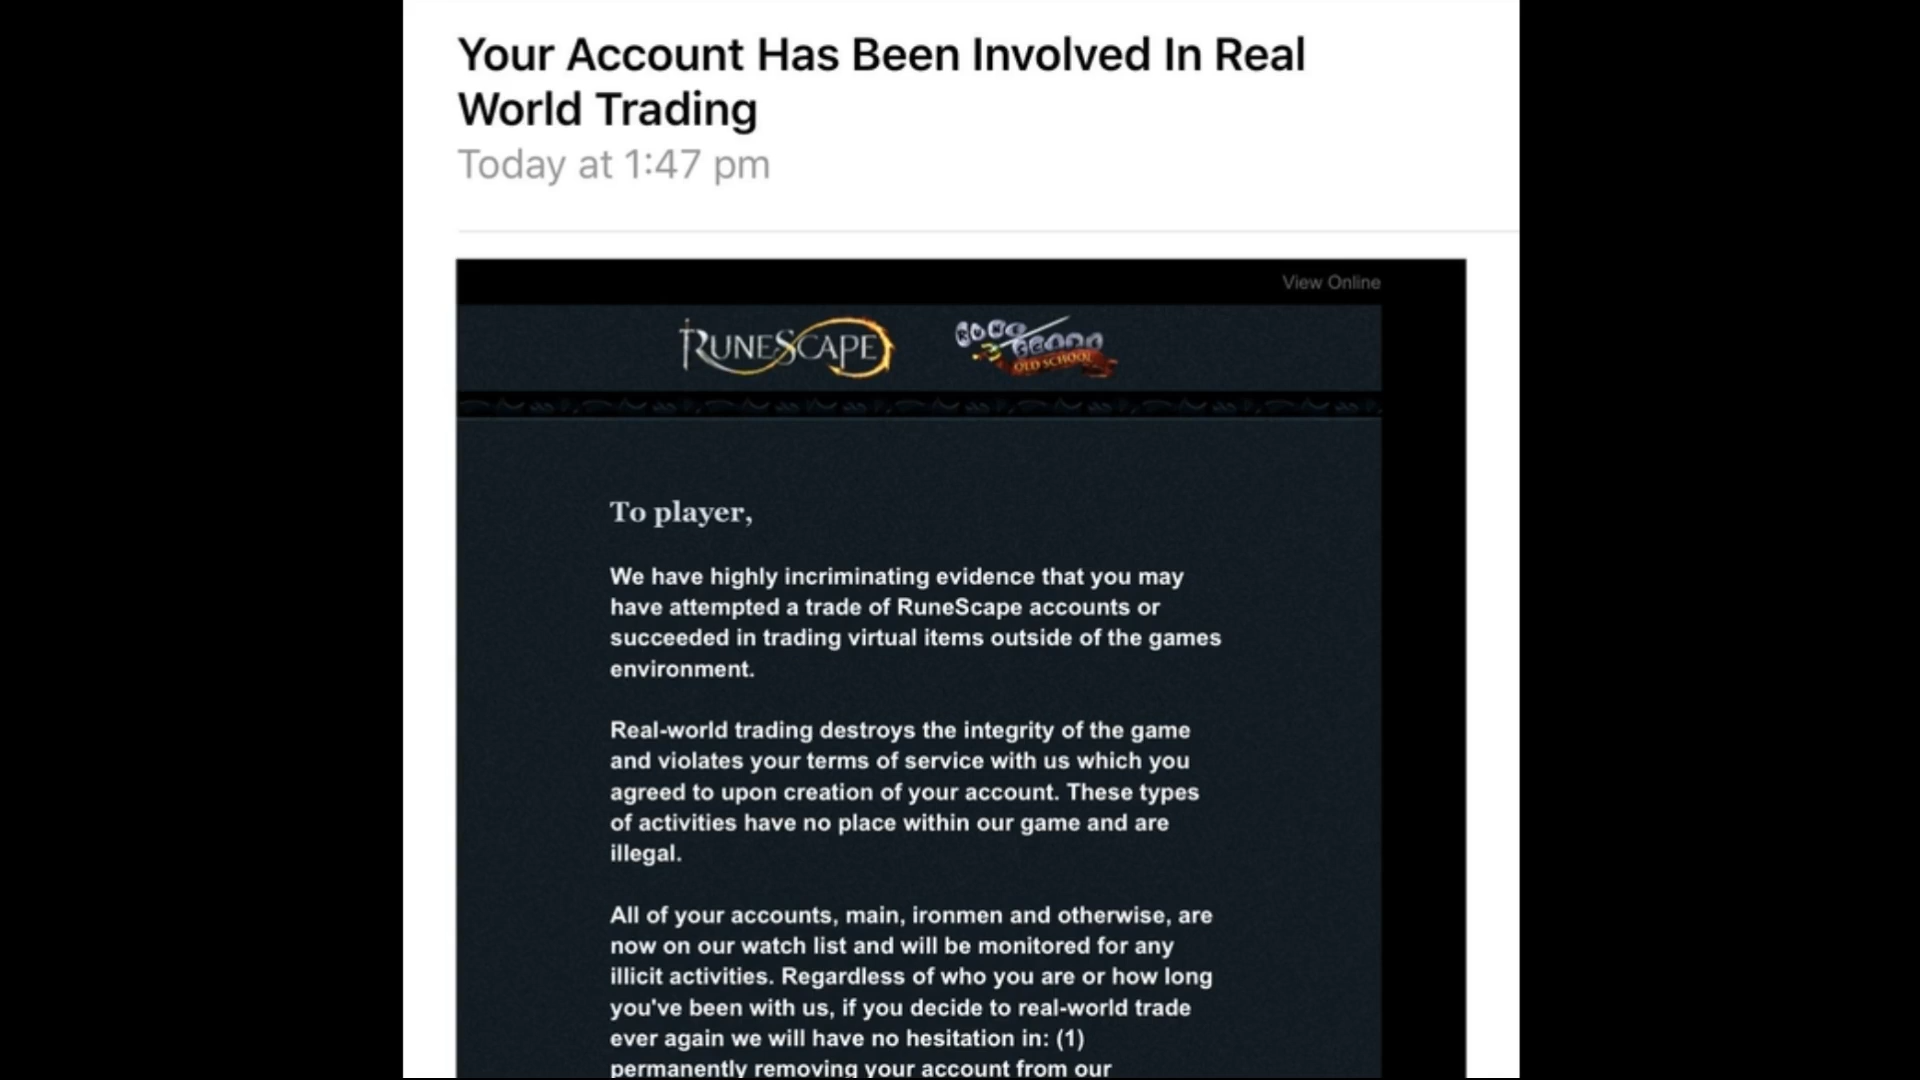 Your Account Has Been Involved In Real
World Trading
Today at 1:47 pm
View Online
RUNESCAPE
RUNE SCAPE
OLD SCHOOL
To player,
We have highly incriminating evidence that you may
have attempted a trade of RuneScape accounts or
succeeded in trading virtual items outside of the games
environment.
Real-world trading destroys the integrity of the game
and violates your terms of service with us which you
agreed to upon creation of your account. These types
of activities have no place within our game and are
illegal.
All of your accounts, main, ironmen and otherwise, are
now on our watch list and will be monitored for any
illicit activities. Regardless of who you are or how long
you've been with us, if you decide to real-world trade
ever again we will have no hesitation in: (1)
permanently removing your account from our